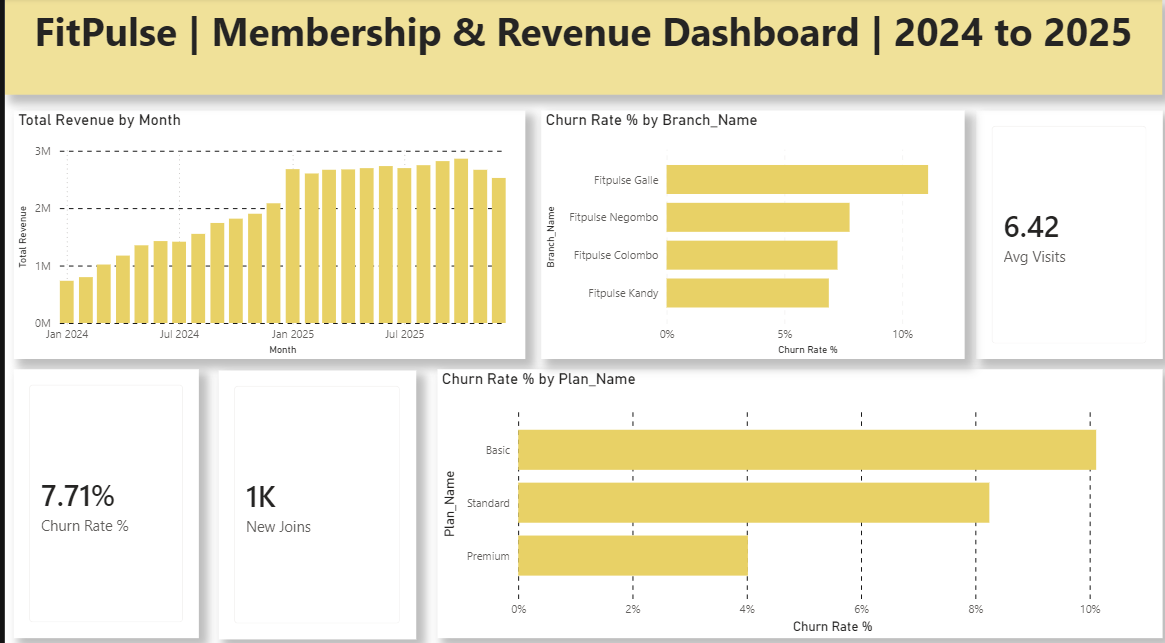 FitPulse | Membership & Revenue Dashboard | 2024 to 2025
Total Revenue by Month
3M
2M
1M
0M
Total Revenue
Jan 2024
Jul 2024
Jan 2025
Jul 2025
Month
Churn Rate % by Branch_Name
Branch_Name
Fitpulse Galle
Fitpulse Negombo
Fitpulse Colombo
Fitpulse Kandy
0%
5%
10%
Churn Rate %
6.42
Avg Visits
7.71%
Churn Rate %
1K
New Joins
Churn Rate % by Plan_Name
Plan_Name
Basic
Standard
Premium
0%
2%
4%
6%
8%
10%
Churn Rate %